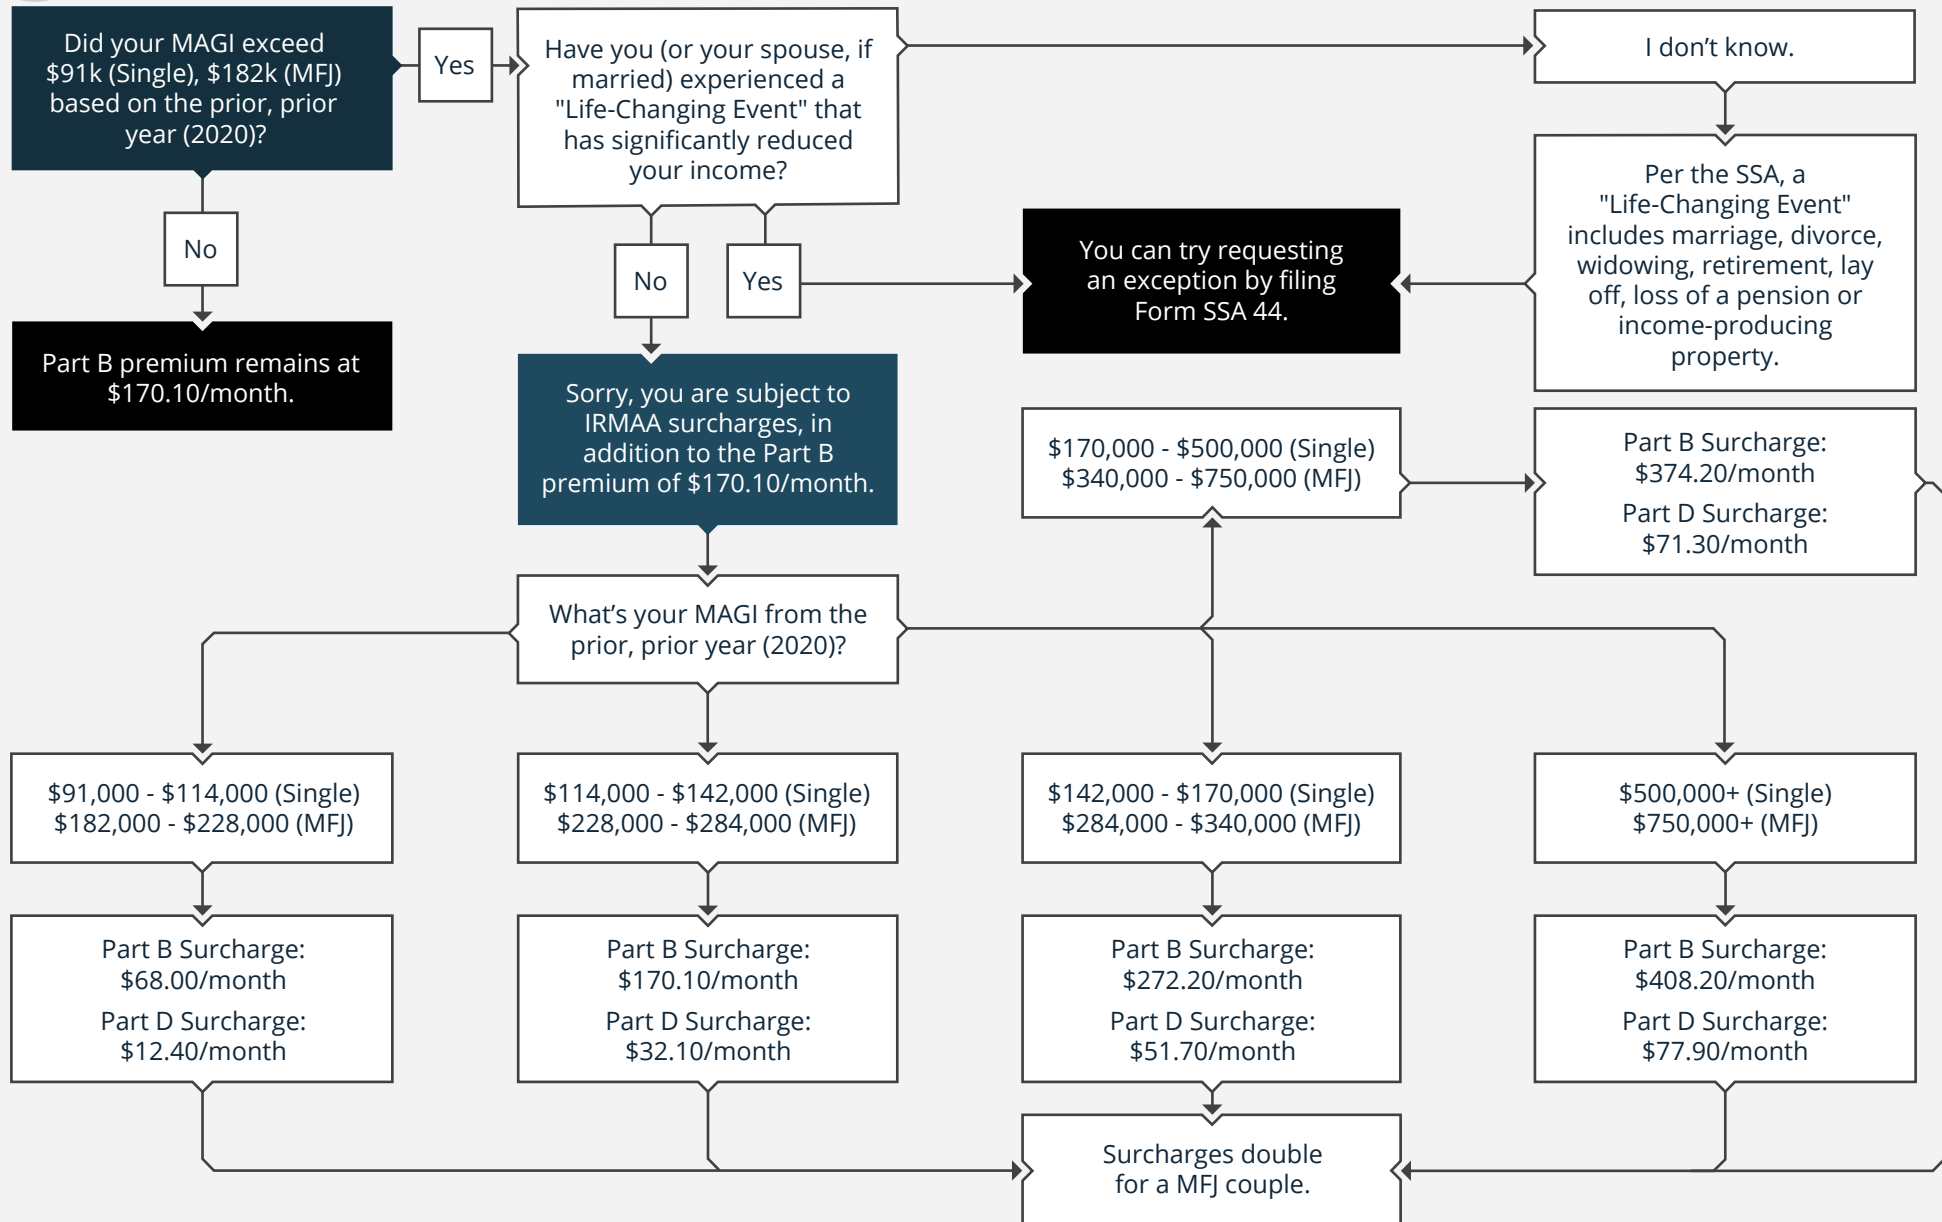 Did your MAGI exceed
$91k (Single), $182k (MFJ)
based on the prior, prior
year (2020)?
Yes
Have you (or your spouse, if
married) experienced a
"Life-Changing Event" that
has significantly reduced
your income?
I don’t know.
Per the SSA, a
"Life-Changing Event"
includes marriage, divorce,
widowing, retirement, lay
off, loss of a pension or
income-producing
property.
No
No
Yes
You can try requesting
an exception by filing
Form SSA 44.
Part B premium remains at
$170.10/month.
Sorry, you are subject to
IRMAA surcharges, in
addition to the Part B
premium of $170.10/month.
$170,000 - $500,000 (Single)
$340,000 - $750,000 (MFJ)
Part B Surcharge:
$374.20/month
Part D Surcharge:
$71.30/month
What’s your MAGI from the
prior, prior year (2020)?
$91,000 - $114,000 (Single)
$182,000 - $228,000 (MFJ)
$114,000 - $142,000 (Single)
$228,000 - $284,000 (MFJ)
$142,000 - $170,000 (Single)
$284,000 - $340,000 (MFJ)
$500,000+ (Single)
$750,000+ (MFJ)
Part B Surcharge:
$68.00/month
Part D Surcharge:
$12.40/month
Part B Surcharge:
$170.10/month
Part D Surcharge:
$32.10/month
Part B Surcharge:
$272.20/month
Part D Surcharge:
$51.70/month
Part B Surcharge:
$408.20/month
Part D Surcharge:
$77.90/month
Surcharges double
for a MFJ couple.